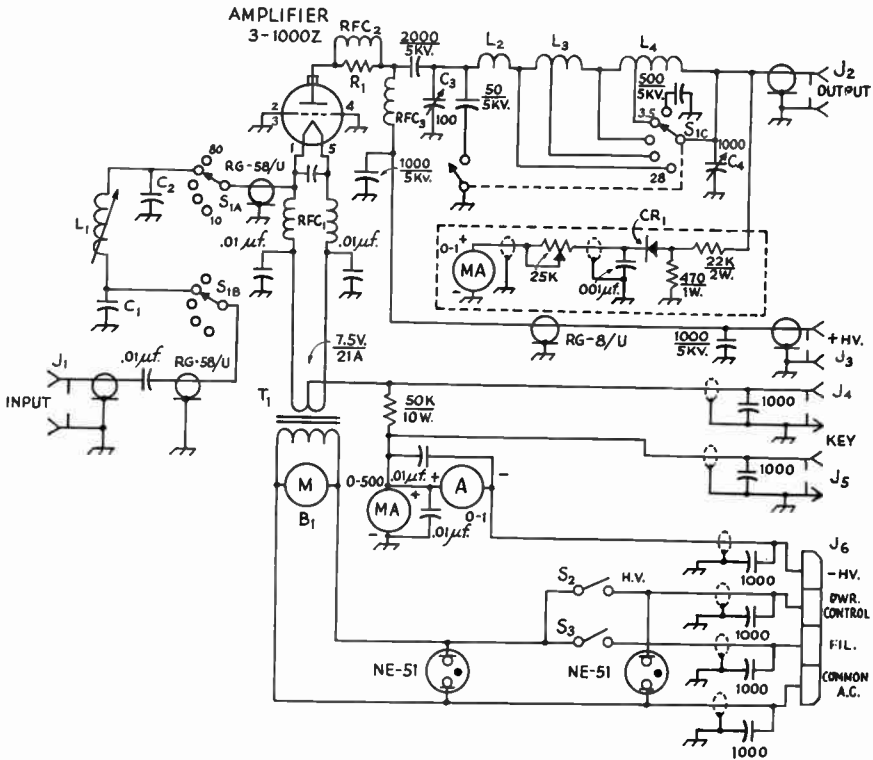 AMPLIFIER
3-1000Z
RFC2
R1
2000
5KV.
L2
L3
L4
C3
100
50
5KV.
500
5KV.
3.5
S1C
28
1000
C4
J2
OUTPUT
2
3
4
1
5
RFC3
1000
5KV.
80
RG-58/U
C2
S1A
10
L1
RFC1
.01µf.
.01µf.
C1
S1B
CR1
0-1
+
MA
-
25K
.001µf.
470
1W.
22K
2W.
RG-8/U
1000
5KV.
+HV.
J3
7.5V.
21A
J1
.01µf.
RG-58/U
INPUT
T1
50K
10W.
1000
J4
KEY
1000
J5
M
B1
0-500
MA
+
-
.01µf.
+
A
-
0-1
.01µf.
J6
1000
-HV.
S2
H.V.
1000
PWR.
CONTROL
S3
1000
FIL.
NE-51
NE-51
COMMON
A.C.
1000